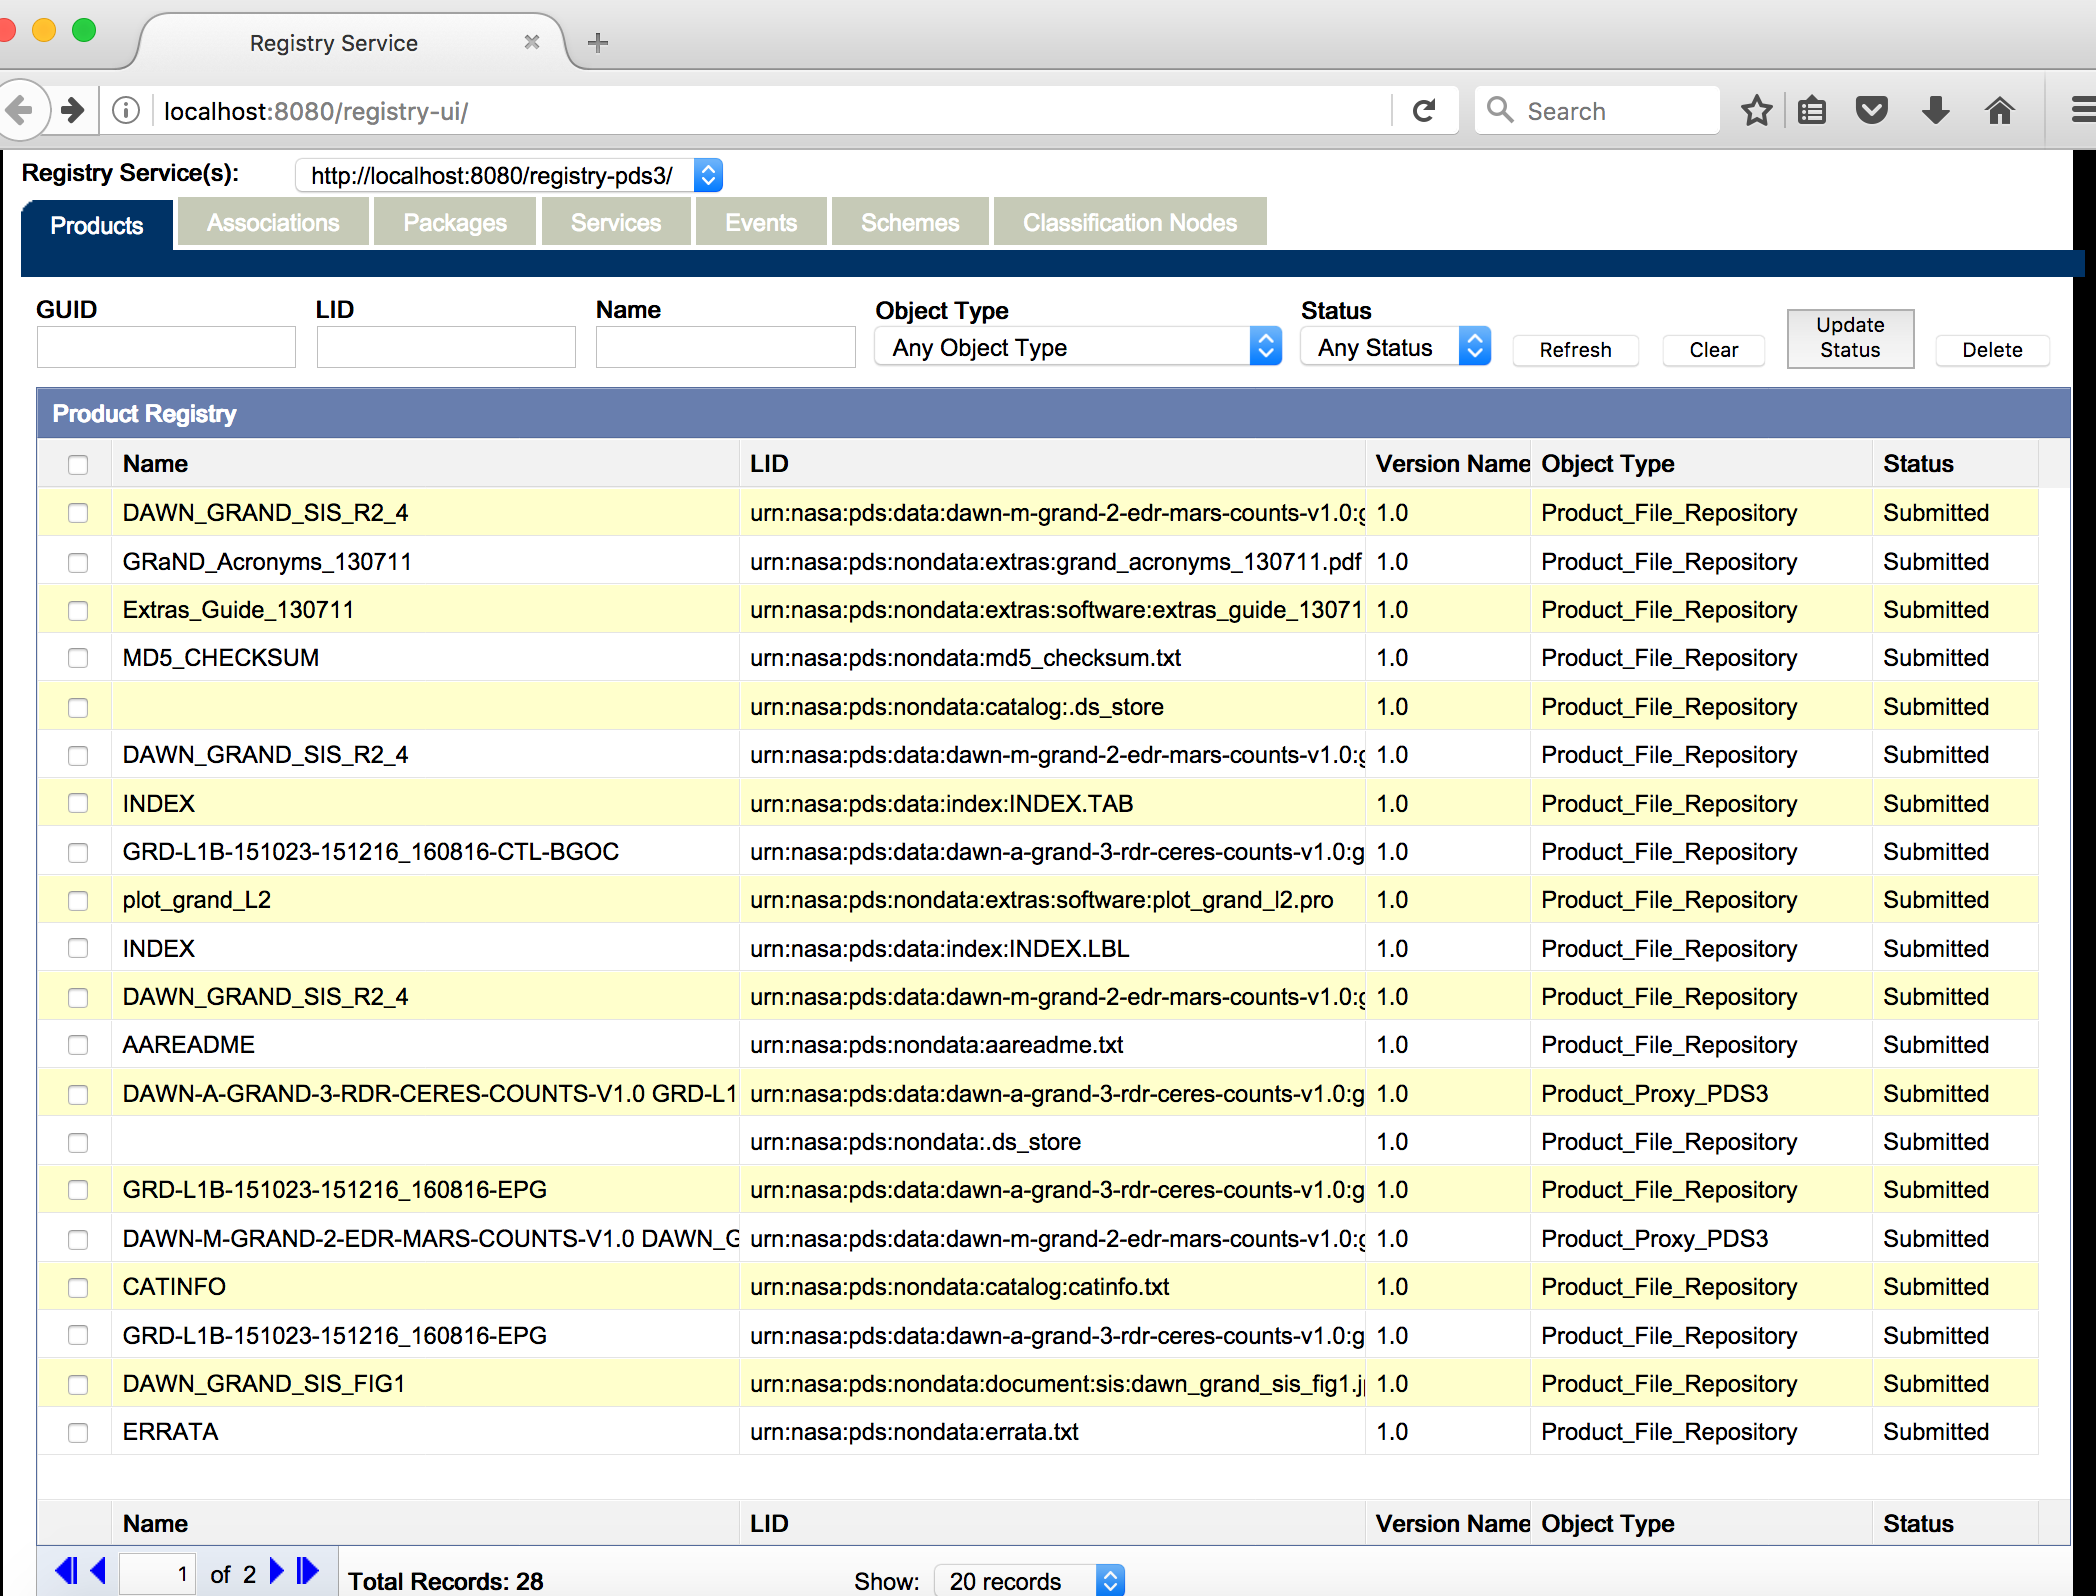 Registry Service
localhost:8080/registry-ui/
Search
Registry Service(s): http://localhost:8080/registry-pds3/
Products Associations Packages Services Events Schemes Classification Nodes
GUID LID Name Object Type Status
Any Object Type Any Status Refresh Clear Update Status Delete
Product Registry
Name LID Version Name Object Type Status
DAWN_GRAND_SIS_R2_4 urn:nasa:pds:data:dawn-m-grand-2-edr-mars-counts-v1.0:g 1.0 Product_File_Repository Submitted
GRaND_Acronyms_130711 urn:nasa:pds:nondata:extras:grand_acronyms_130711.pdf 1.0 Product_File_Repository Submitted
Extras_Guide_130711 urn:nasa:pds:nondata:extras:software:extras_guide_13071 1.0 Product_File_Repository Submitted
MD5_CHECKSUM urn:nasa:pds:nondata:md5_checksum.txt 1.0 Product_File_Repository Submitted
urn:nasa:pds:nondata:catalog:.ds_store 1.0 Product_File_Repository Submitted
DAWN_GRAND_SIS_R2_4 urn:nasa:pds:data:dawn-m-grand-2-edr-mars-counts-v1.0:g 1.0 Product_File_Repository Submitted
INDEX urn:nasa:pds:data:index:INDEX.TAB 1.0 Product_File_Repository Submitted
GRD-L1B-151023-151216_160816-CTL-BGOC urn:nasa:pds:data:dawn-a-grand-3-rdr-ceres-counts-v1.0:g 1.0 Product_File_Repository Submitted
plot_grand_L2 urn:nasa:pds:nondata:extras:software:plot_grand_l2.pro 1.0 Product_File_Repository Submitted
INDEX urn:nasa:pds:data:index:INDEX.LBL 1.0 Product_File_Repository Submitted
DAWN_GRAND_SIS_R2_4 urn:nasa:pds:data:dawn-m-grand-2-edr-mars-counts-v1.0:g 1.0 Product_File_Repository Submitted
AAREADME urn:nasa:pds:nondata:aareadme.txt 1.0 Product_File_Repository Submitted
DAWN-A-GRAND-3-RDR-CERES-COUNTS-V1.0 GRD-L1 urn:nasa:pds:data:dawn-a-grand-3-rdr-ceres-counts-v1.0:g 1.0 Product_Proxy_PDS3 Submitted
urn:nasa:pds:nondata:.ds_store 1.0 Product_File_Repository Submitted
GRD-L1B-151023-151216_160816-EPG urn:nasa:pds:data:dawn-a-grand-3-rdr-ceres-counts-v1.0:g 1.0 Product_File_Repository Submitted
DAWN-M-GRAND-2-EDR-MARS-COUNTS-V1.0 DAWN_G urn:nasa:pds:data:dawn-m-grand-2-edr-mars-counts-v1.0:g 1.0 Product_Proxy_PDS3 Submitted
CATINFO urn:nasa:pds:nondata:catalog:catinfo.txt 1.0 Product_File_Repository Submitted
GRD-L1B-151023-151216_160816-EPG urn:nasa:pds:data:dawn-a-grand-3-rdr-ceres-counts-v1.0:g 1.0 Product_File_Repository Submitted
DAWN_GRAND_SIS_FIG1 urn:nasa:pds:nondata:document:sis:dawn_grand_sis_fig1.j 1.0 Product_File_Repository Submitted
ERRATA urn:nasa:pds:nondata:errata.txt 1.0 Product_File_Repository Submitted
Name LID Version Name Object Type Status
1 of 2 Total Records: 28 Show: 20 records